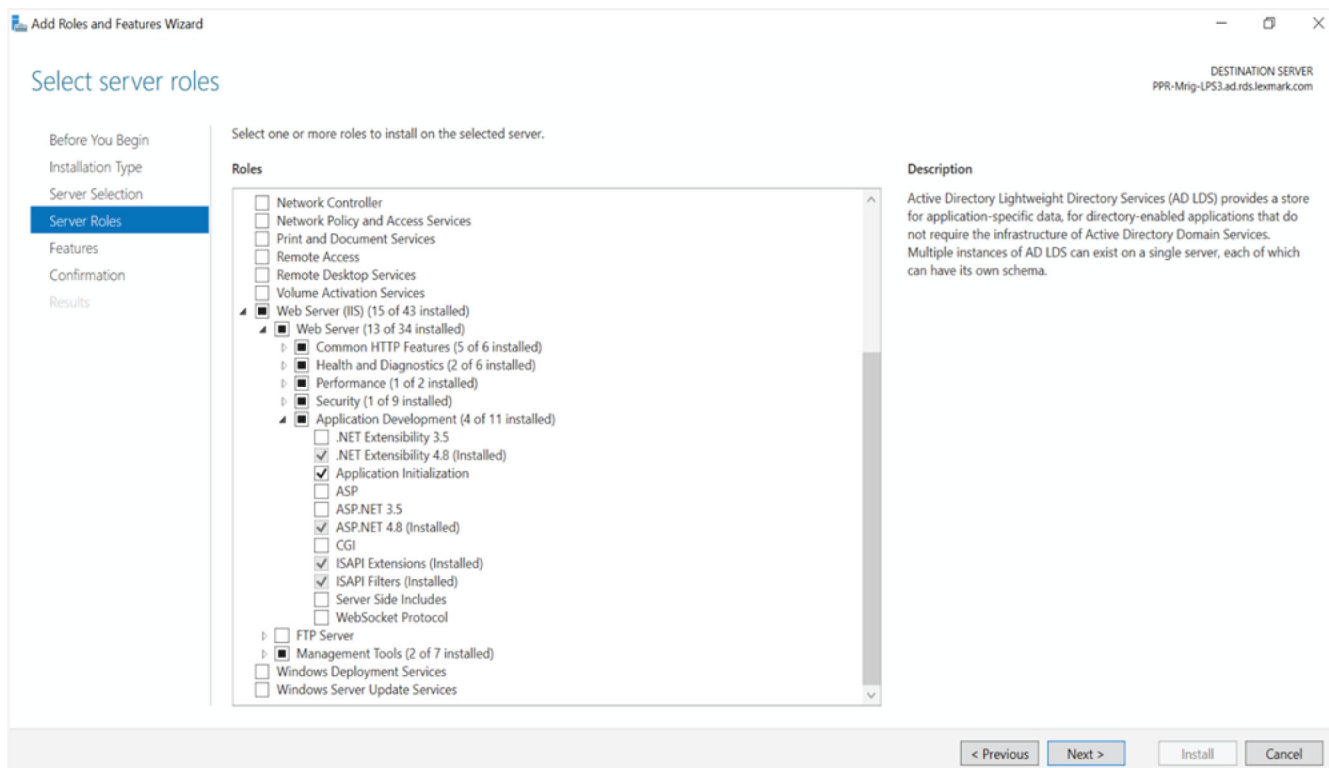 Add Roles and Features Wizard
Select server roles
DESTINATION SERVER
PPR-Mrig-LPS3.ad.rds.lexmark.com
Before You Begin
Installation Type
Server Selection
Server Roles
Features
Confirmation
Results
Select one or more roles to install on the selected server.
Roles
Network Controller
Network Policy and Access Services
Print and Document Services
Remote Access
Remote Desktop Services
Volume Activation Services
Web Server (IIS) (15 of 43 installed)
Web Server (13 of 34 installed)
Common HTTP Features (5 of 6 installed)
Health and Diagnostics (2 of 6 installed)
Performance (1 of 2 installed)
Security (1 of 9 installed)
Application Development (4 of 11 installed)
.NET Extensibility 3.5
.NET Extensibility 4.8 (Installed)
Application Initialization
ASP
ASP.NET 3.5
ASP.NET 4.8 (Installed)
CGI
ISAPI Extensions (Installed)
ISAPI Filters (Installed)
Server Side Includes
WebSocket Protocol
FTP Server
Management Tools (2 of 7 installed)
Windows Deployment Services
Windows Server Update Services
Description
Active Directory Lightweight Directory Services (AD LDS) provides a store
for application-specific data, for directory-enabled applications that do
not require the infrastructure of Active Directory Domain Services.
Multiple instances of AD LDS can exist on a single server, each of which
can have its own schema.
< Previous
Next >
Install
Cancel